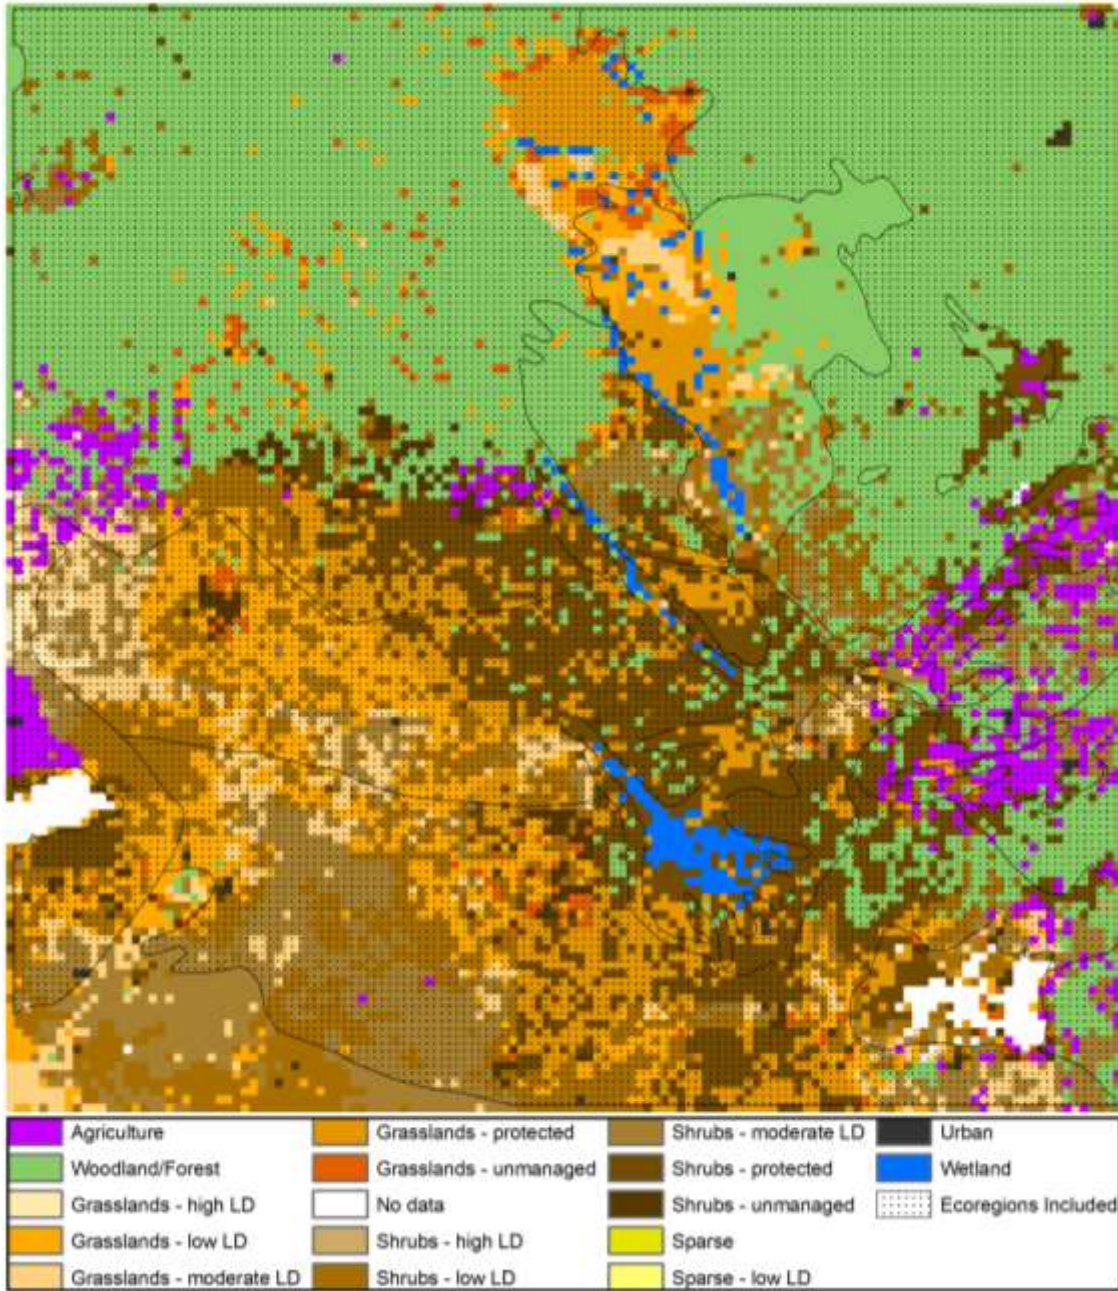 Agriculture Grasslands - protected Shrubs - moderate LD Urban
Woodland/Forest Grasslands - unmanaged Shrubs - protected Wetland
Grasslands - high LD No data Shrubs - unmanaged Ecoregions Included
Grasslands - low LD Shrubs - high LD Sparse
Grasslands - moderate LD Shrubs - low LD Sparse - low LD